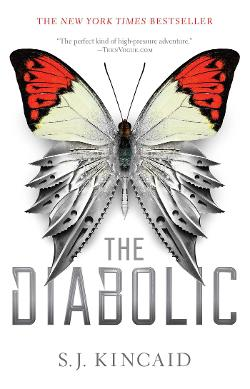 THE NEW YORK TIMES BESTSELLER
"The perfect kind of high-pressure adventure."
—TeenVogue.com
THE
DIABOLIC
S.J. KINCAID